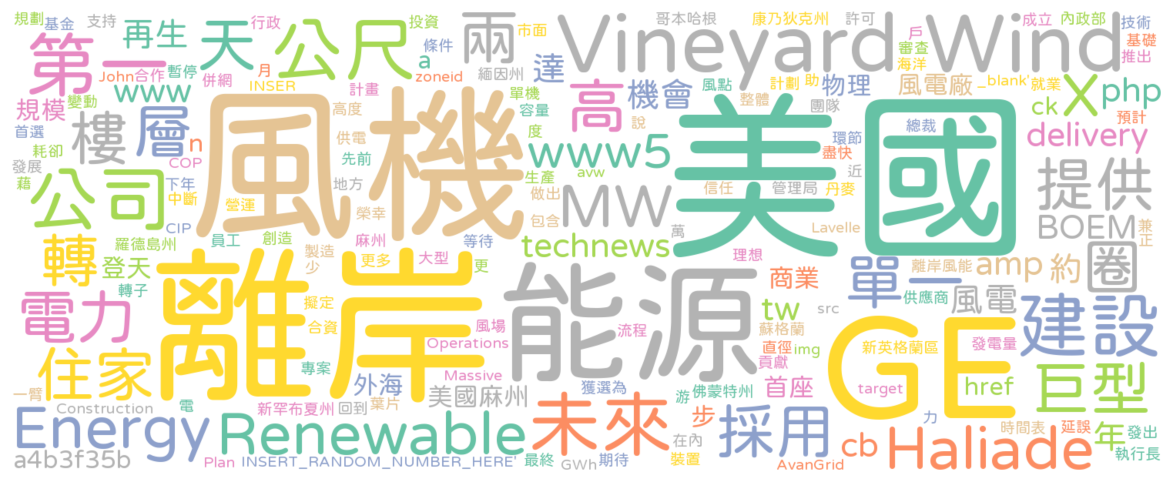 規劃 基金 支持 再生 天 行政 公尺 投資 條件 兩 市面 Vineyard Wind 哥本哈根 康乃狄克州 許可 成立 內政部 技術
第一 John 合作 暫停 併網 月 INSER a zoneid 達 緬因州 風點 計劃 助 物理 戶 審查 海洋 風電廠 _blank' 就業 基礎 推出
規模 變動 www 計畫 高度 高 機會 單機 容量 整體 說 團隊 ck X php 預計
首選 樓 層 n 供電 度 www5 環節 總裁 delivery
發展 耗卻 COP 先前 生產 avw 盡快 近
風機 美國 提供
藉 公司 下年 中斷 地方 做出 MW 信任 管理局 丹麥 BOEM 兼 正
CIP 營運 榮幸 包含 萬 Lavelle
轉 羅德島州 員工 創造 麻州 等待 technews 理想 單一 離岸風能 amp 約 圈
登天 製造 少 更多 大型 更 商業 供應商 風電
電力 轉子 擬定 離岸 能源 tw src 建設
合資 風場 流程 蘇格蘭 GE
住家 專案 Operations 直徑 img 新英格蘭區 發電量
一臂 外海 Massive 貢獻 href 巨型
美國麻州 獲選為 游 佛蒙特州 首座 target
Construction 電 新罕布夏州 回到 葉片 步 力 時間表 延誤 年 發出
Energy Renewable 未來 採用 cb Haliade 執行長
a4b3f35b Plan INSERT_RANDOM_NUMBER_HERE' 最終 GWh 期待 在內 裝置 AvanGrid